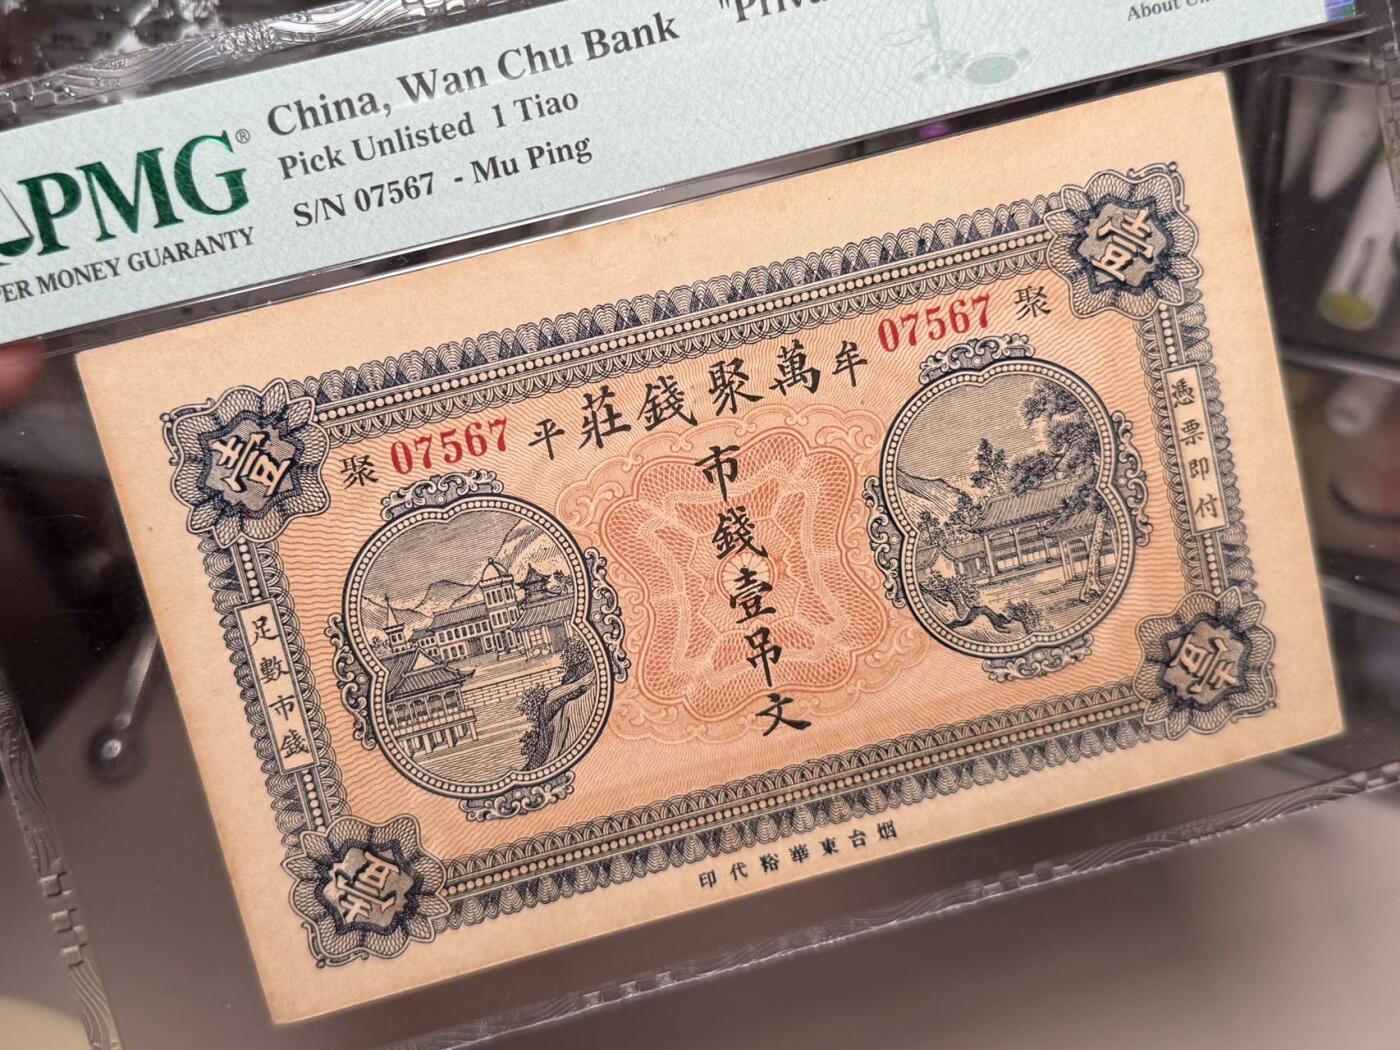 China, Wan Chu Bank "Priva
Pick Unlisted 1 Tiao
S/N 07567 - Mu Ping
About Un
PMG®
PER MONEY GUARANTY
壹
壹
聚 07567
牟 萬聚錢莊 平
07567 聚
市錢壹吊文
憑票即付
足數市錢
壹
壹
烟台東華裕代印